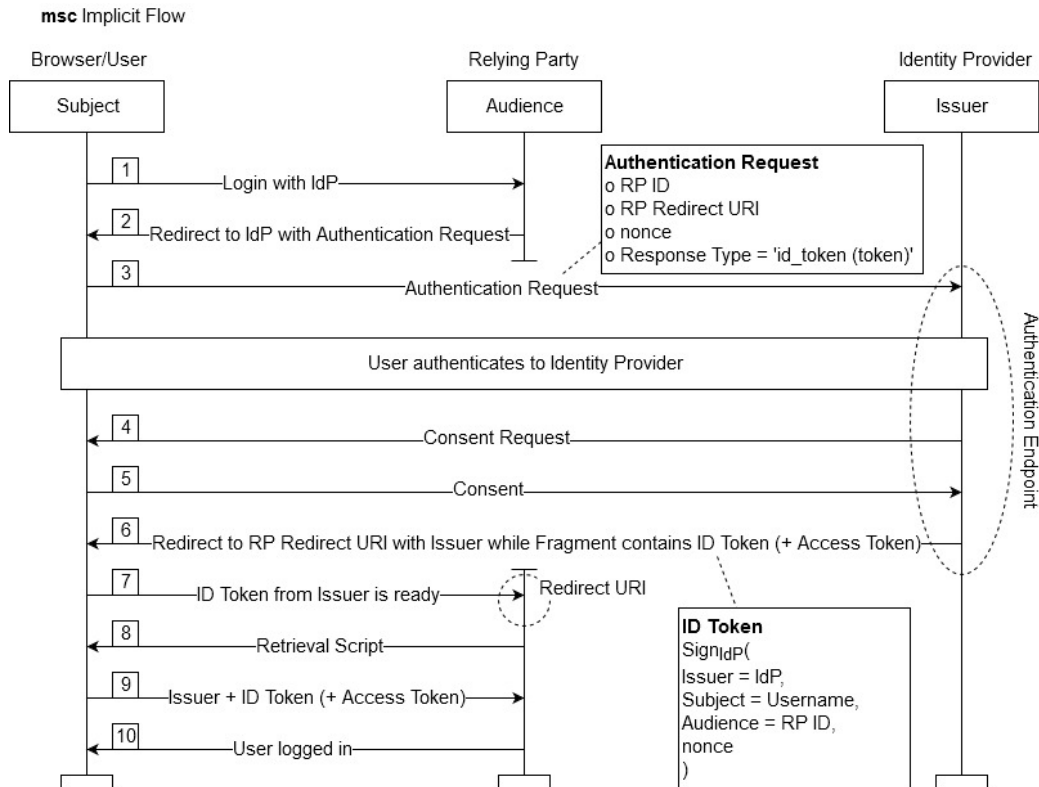 msc Implicit Flow
Browser/User
Relying Party
Identity Provider
Subject
Audience
Issuer
1
Login with IdP
Authentication Request
o RP ID
o RP Redirect URI
o nonce
o Response Type = 'id_token (token)'
2
Redirect to IdP with Authentication Request
3
Authentication Request
User authenticates to Identity Provider
Authentication Endpoint
4
Consent Request
5
Consent
6
Redirect to RP Redirect URI with Issuer while Fragment contains ID Token (+ Access Token)
7
ID Token from Issuer is ready
Redirect URI
8
Retrieval Script
9
Issuer + ID Token (+ Access Token)
10
User logged in
ID Token
SignIdP(
Issuer = IdP,
Subject = Username,
Audience = RP ID,
nonce
)